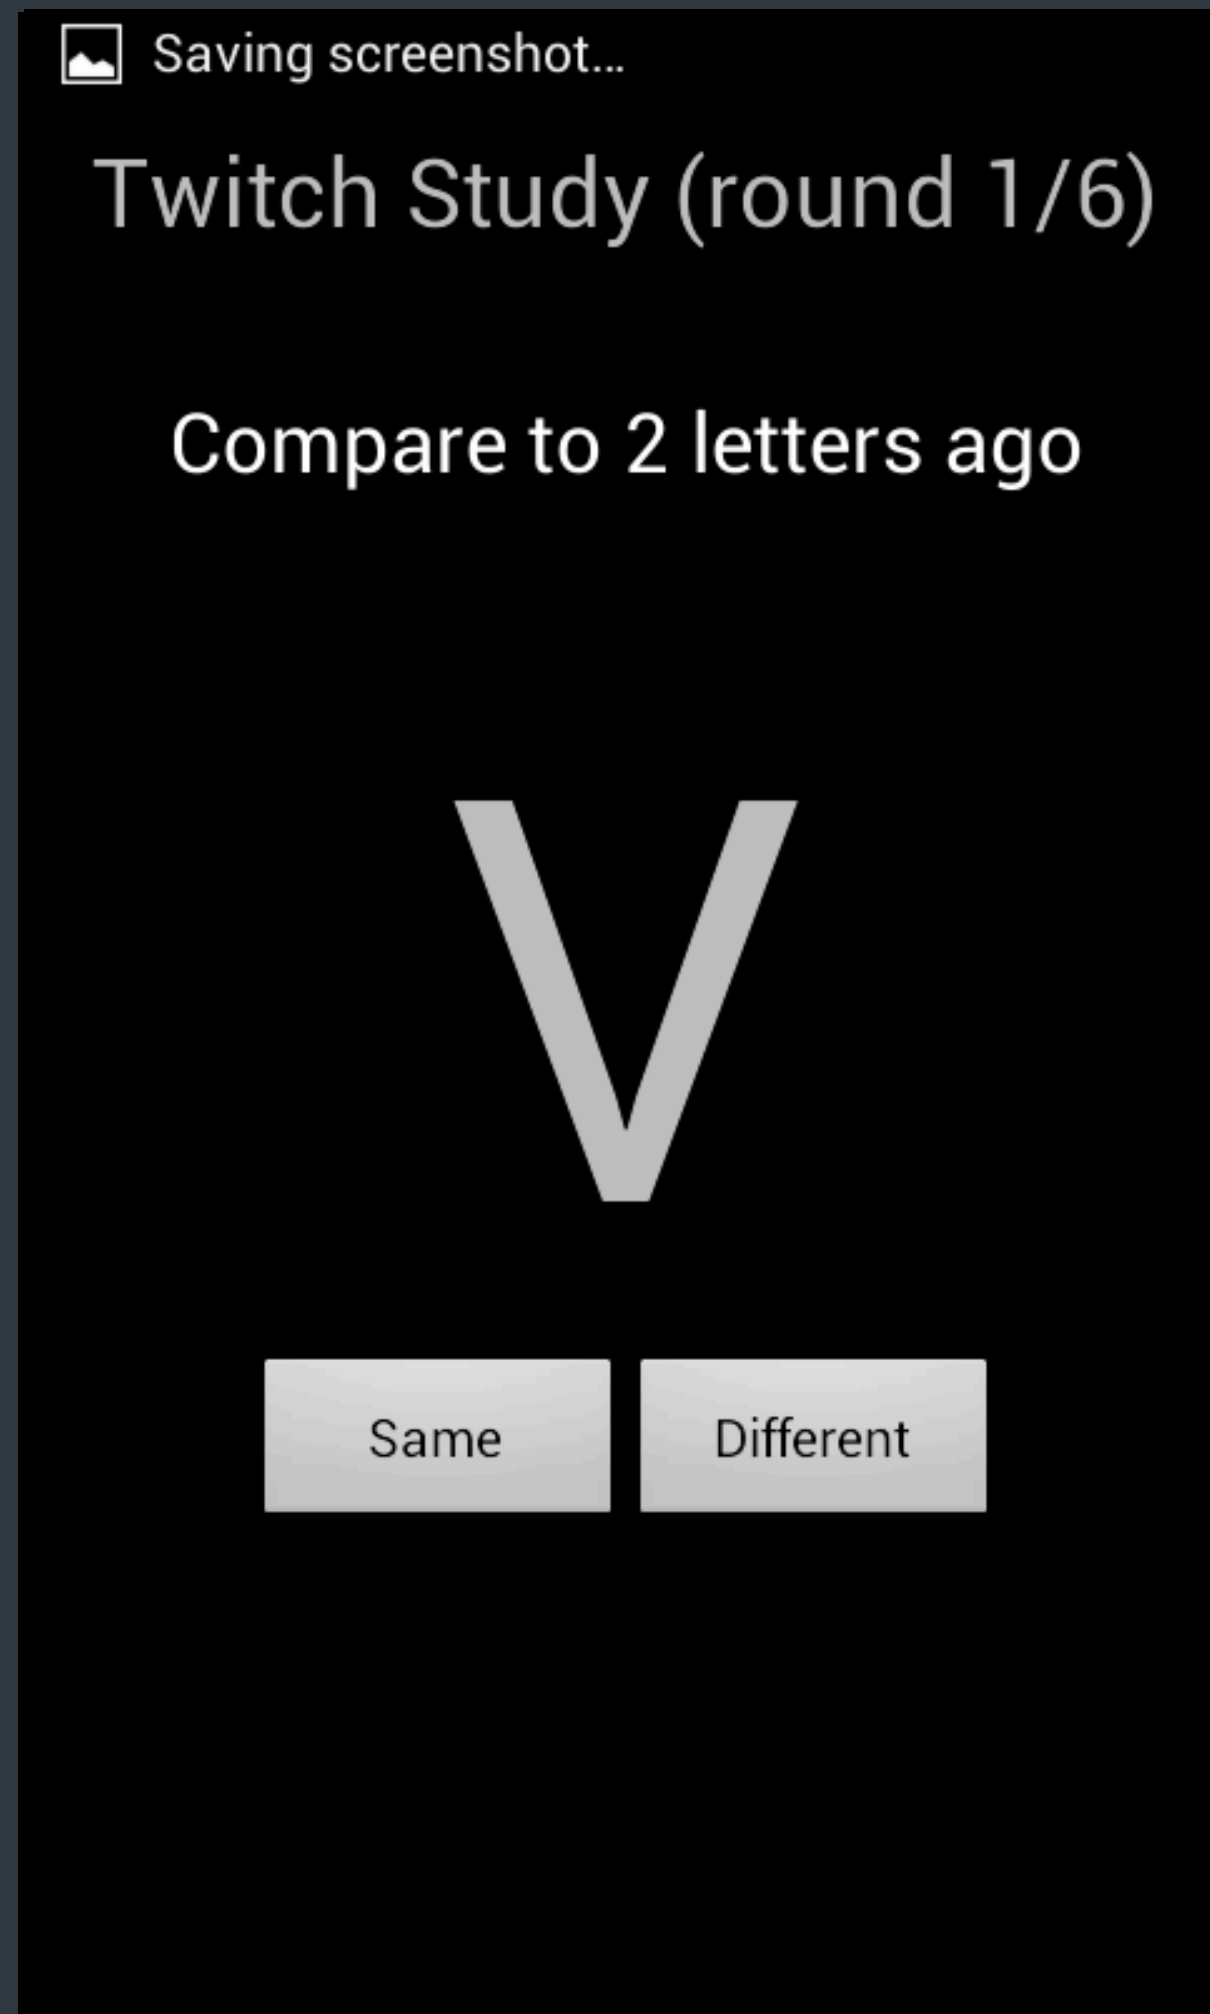 Saving screenshot...
Twitch Study (round 1/6)
Compare to 2 letters ago
V
Same
Different